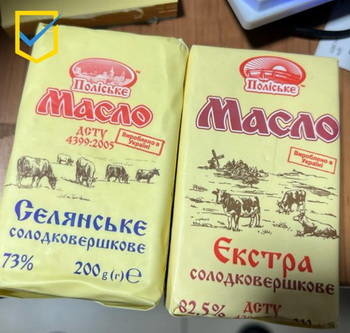 Поліське
Масло
ДСТУ
4399:2005
Вироблено в
Україні
Селянське
солодковершкове
73%
200 g (г) e
Поліське
Масло
Вироблено в
Україні
Екстра
солодковершкове
82.5% ДСТУ